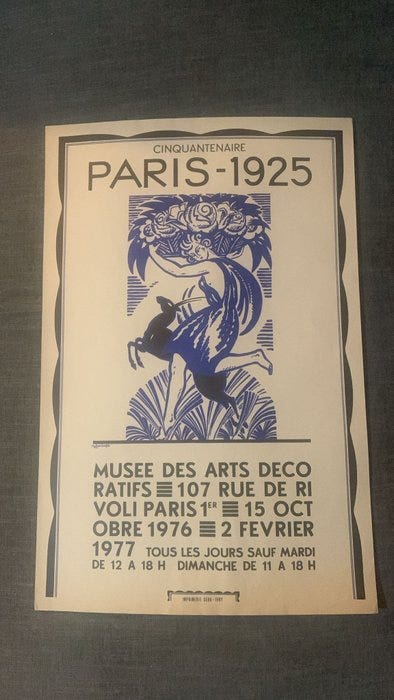 CINQUANTENAIRE
PARIS-1925
MUSEE DES ARTS DECO
RATIFS 107 RUE DE RI
VOLI PARIS 1ER 15 OCT
OBRE 1976 2 FEVRIER
1977 TOUS LES JOURS SAUF MARDI
DE 12 A 18 H DIMANCHE DE 11 A 18 H